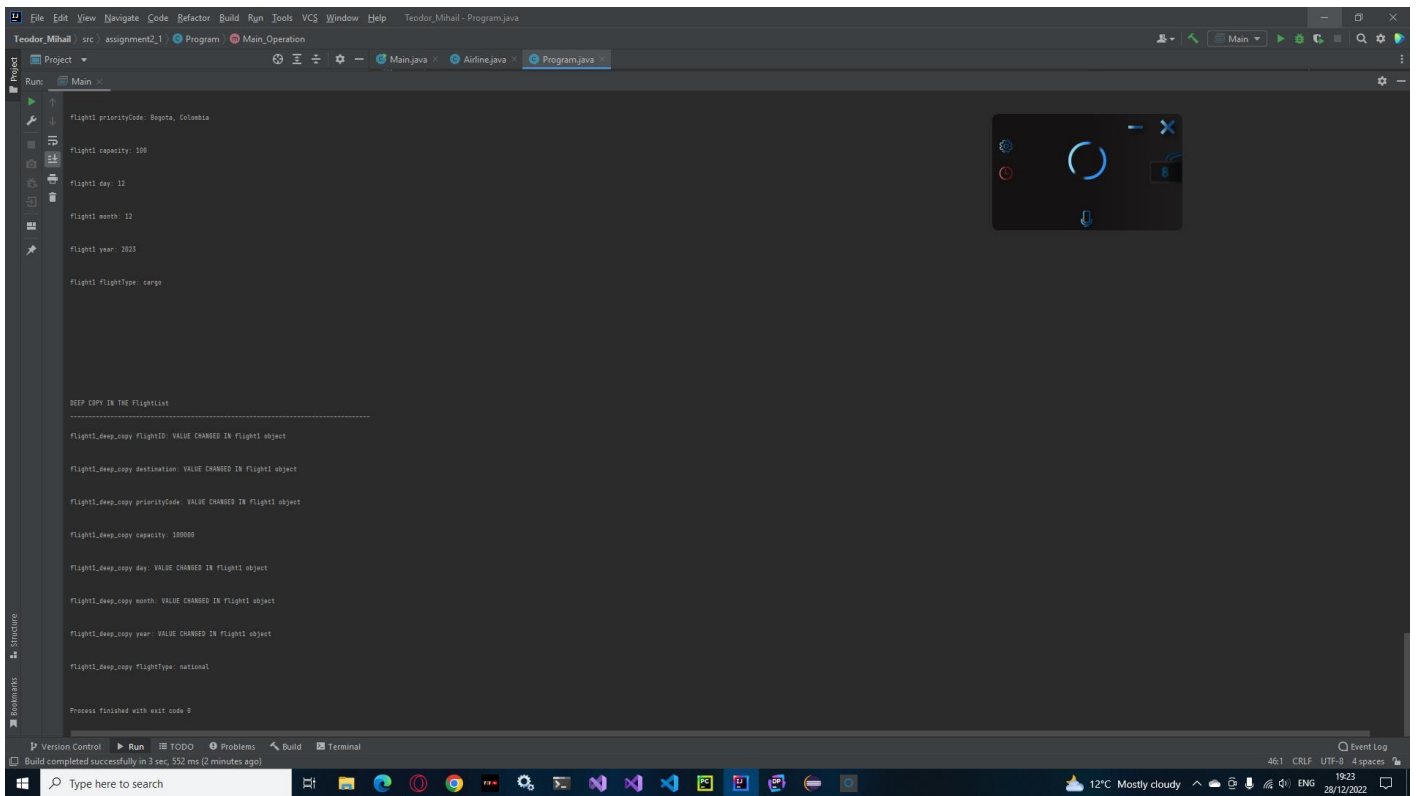 File Edit View Navigate Code Refactor Build Run Tools VCS Window Help Teodor_Mihail - Program.java
Teodor_Mihail src assignment2_1 Program Main_Operation
Main
Project
Main.java Airline.java Program.java
Run: Main
flight1 priorityCode: Bogota, Colombia
flight1 capacity: 100
flight1 day: 12
flight1 month: 12
flight1 year: 2023
flight1 flightType: cargo
DEEP COPY IN THE FlightList
--------------------------------------------------------------------------------
flight1_deep_copy flightID: VALUE CHANGED IN flight1 object
flight1_deep_copy destination: VALUE CHANGED IN flight1 object
flight1_deep_copy priorityCode: VALUE CHANGED IN flight1 object
flight1_deep_copy capacity: 100000
flight1_deep_copy day: VALUE CHANGED IN flight1 object
flight1_deep_copy month: VALUE CHANGED IN flight1 object
flight1_deep_copy year: VALUE CHANGED IN flight1 object
flight1_deep_copy flightType: national
Process finished with exit code 0
Project
Structure
Bookmarks
Version Control Run TODO Problems Build Terminal
Event Log
Build completed successfully in 3 sec, 552 ms (2 minutes ago)
46:1 CRLF UTF-8 4 spaces
Type here to search
12°C Mostly cloudy
ENG
19:23
28/12/2022